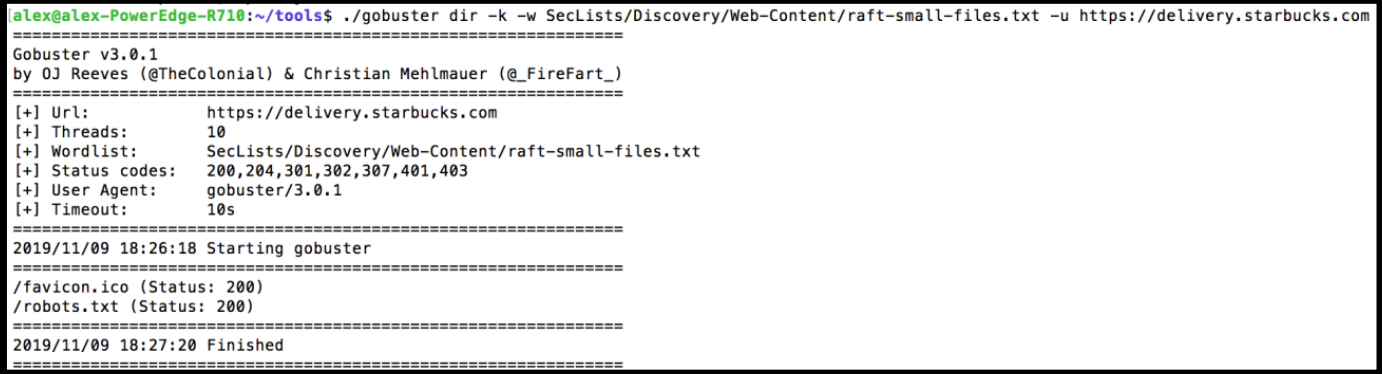 [alex@alex-PowerEdge-R710:~/tools$ ./gobuster dir -k -w SecLists/Discovery/Web-Content/raft-small-files.txt -u https://delivery.starbucks.com
===============================================================
Gobuster v3.0.1
by OJ Reeves (@TheColonial) & Christian Mehlmauer (@_FireFart_)
===============================================================
[+] Url:            https://delivery.starbucks.com
[+] Threads:        10
[+] Wordlist:       SecLists/Discovery/Web-Content/raft-small-files.txt
[+] Status codes:   200,204,301,302,307,401,403
[+] User Agent:     gobuster/3.0.1
[+] Timeout:        10s
===============================================================
2019/11/09 18:26:18 Starting gobuster
===============================================================
/favicon.ico (Status: 200)
/robots.txt (Status: 200)
===============================================================
2019/11/09 18:27:20 Finished
===============================================================